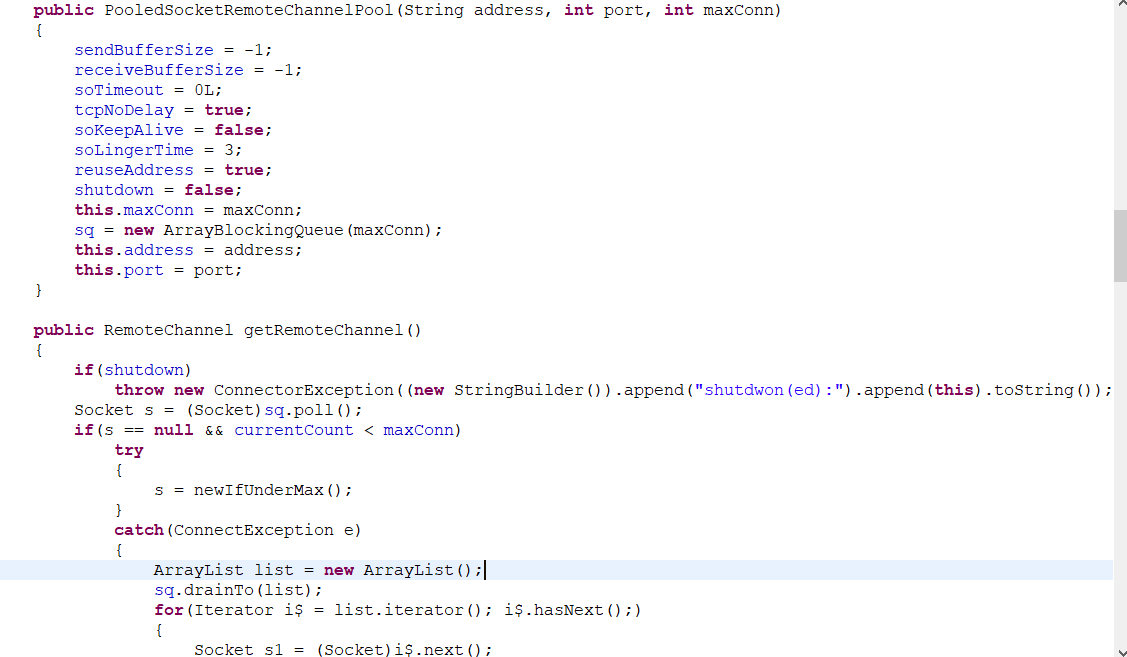 public PooledSocketRemoteChannelPool(String address, int port, int maxConn)
{
    sendBufferSize = -1;
    receiveBufferSize = -1;
    soTimeout = 0L;
    tcpNoDelay = true;
    soKeepAlive = false;
    soLingerTime = 3;
    reuseAddress = true;
    shutdown = false;
    this.maxConn = maxConn;
    sq = new ArrayBlockingQueue(maxConn);
    this.address = address;
    this.port = port;
}

public RemoteChannel getRemoteChannel()
{
    if(shutdown)
        throw new ConnectorException((new StringBuilder()).append("shutdwon(ed):").append(this).toString());
    Socket s = (Socket)sq.poll();
    if(s == null && currentCount < maxConn)
        try
        {
            s = newIfUnderMax();
        }
        catch(ConnectException e)
        {
            ArrayList list = new ArrayList();
            sq.drainTo(list);
            for(Iterator i$ = list.iterator(); i$.hasNext();)
            {
                Socket s1 = (Socket)i$.next();